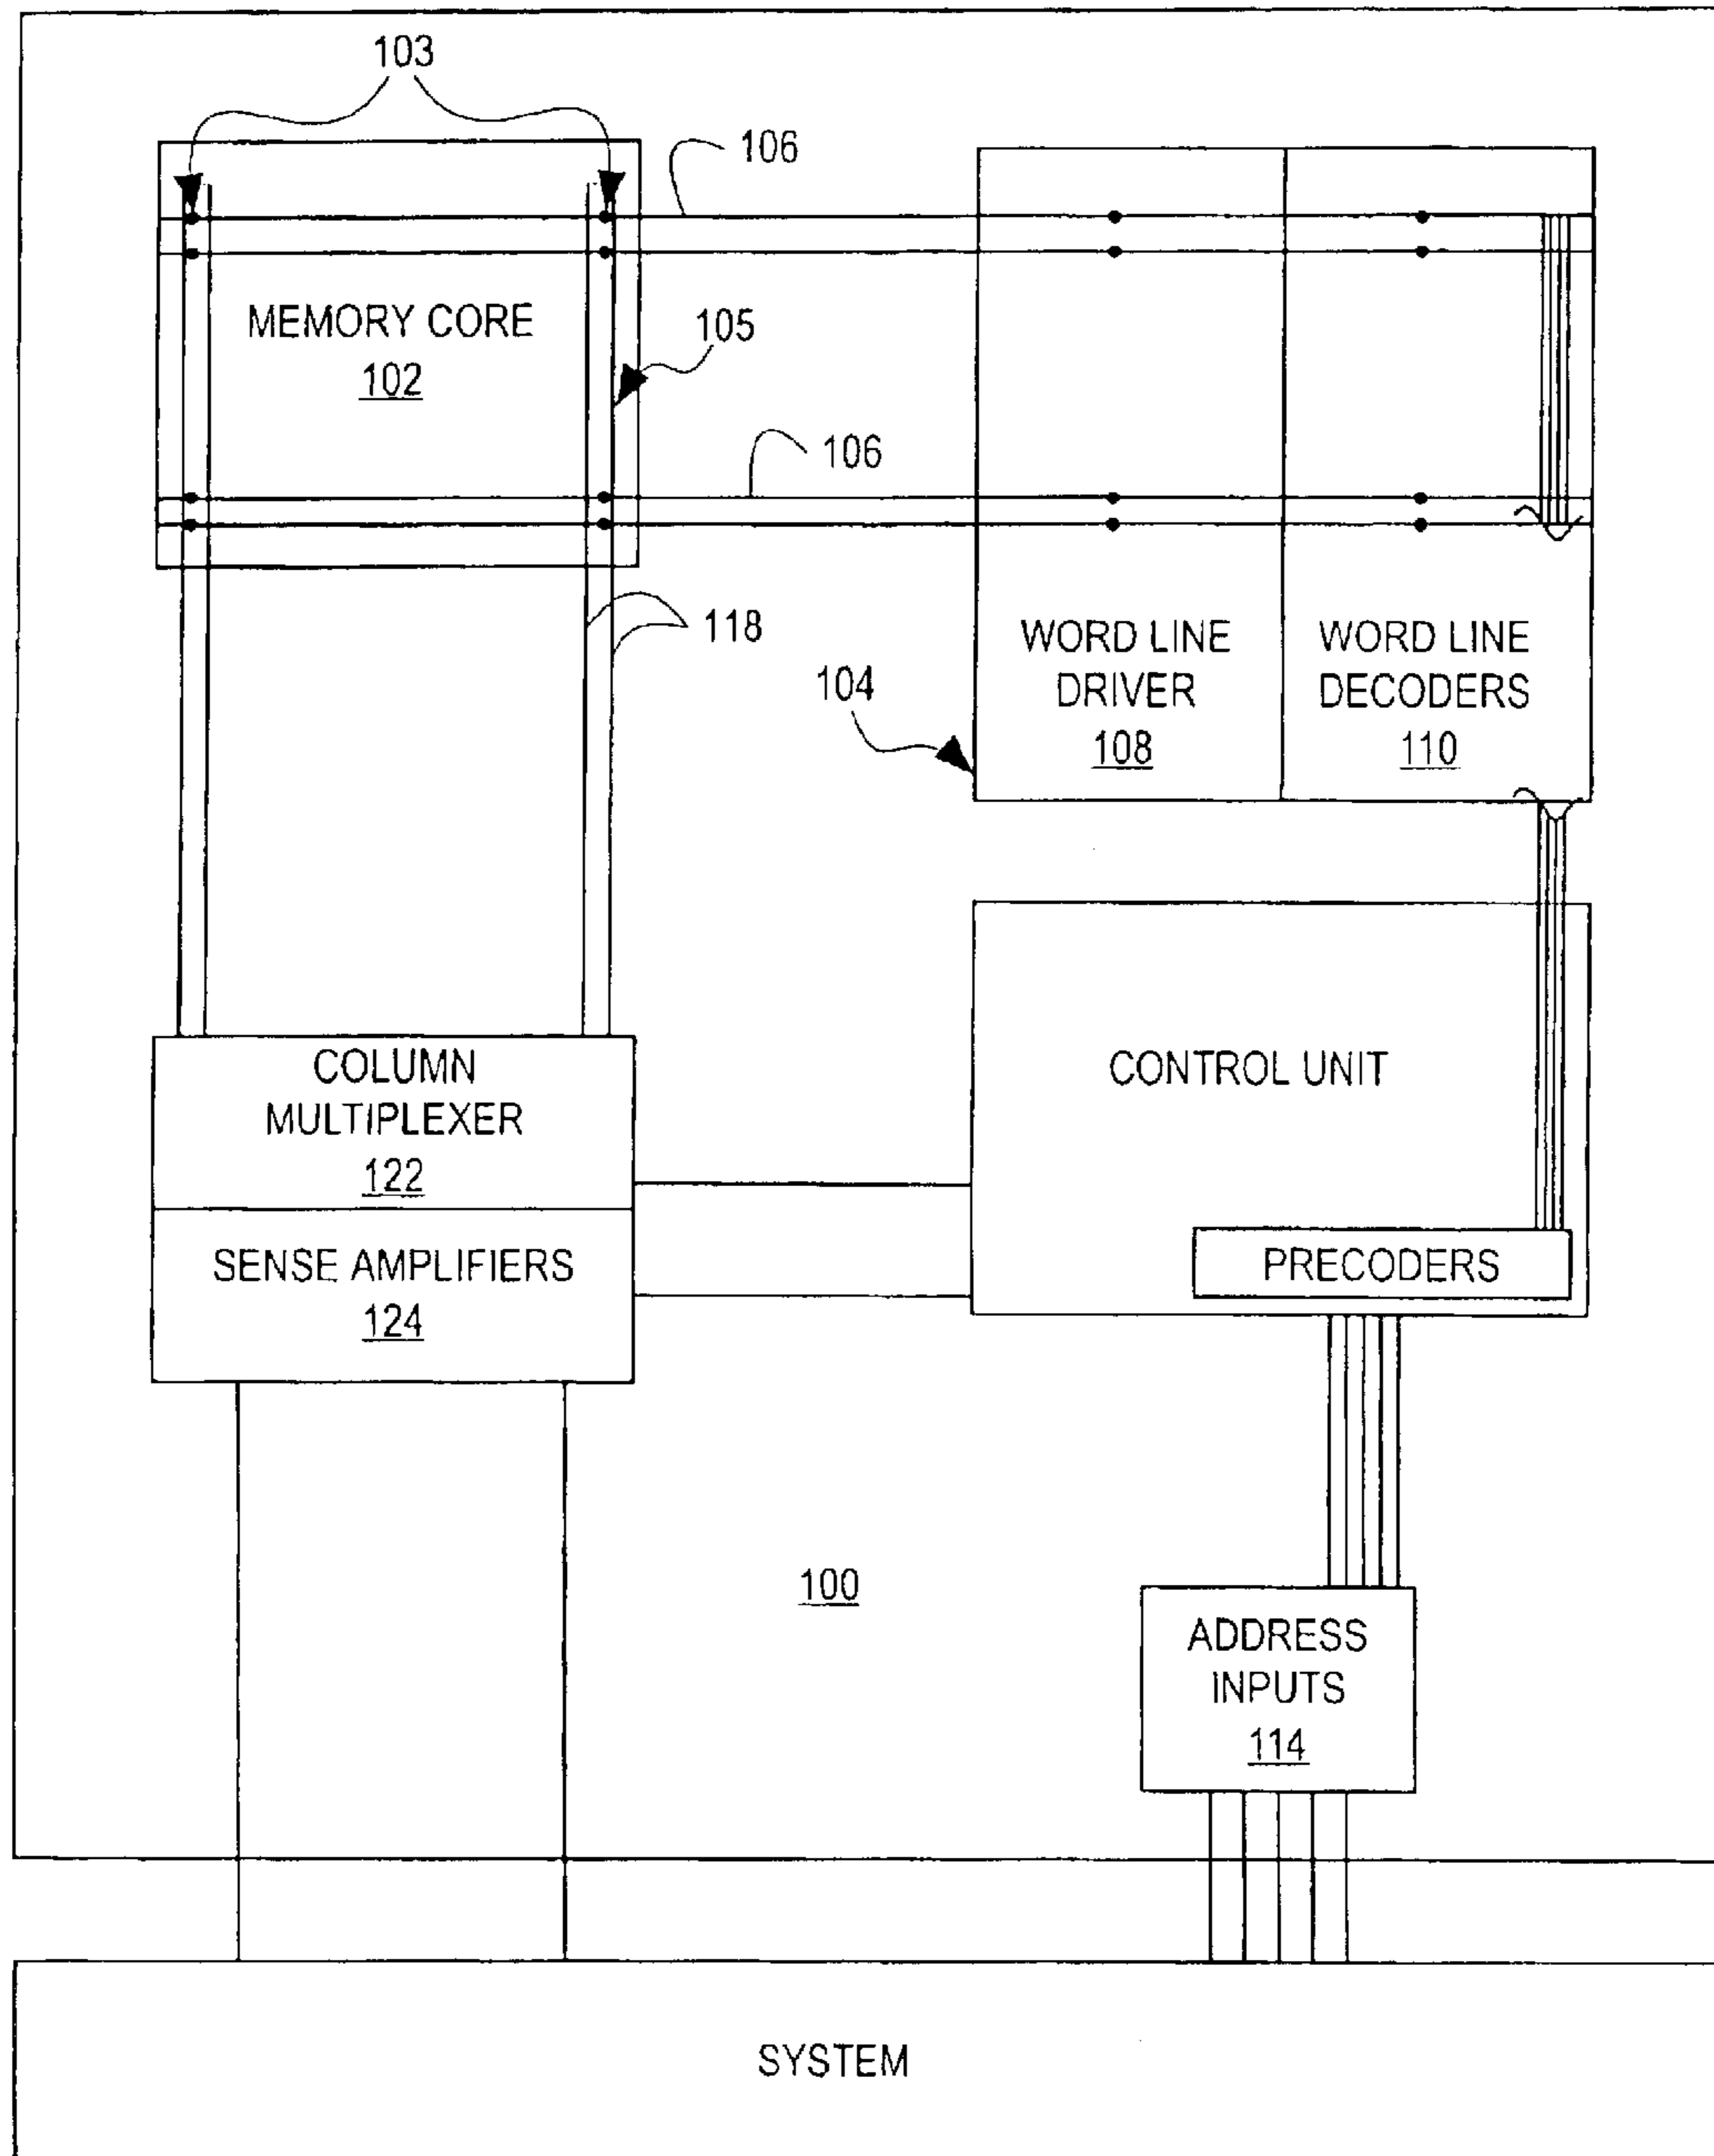 103
106
MEMORY CORE
102
105
106
118
104
WORD LINE
DRIVER
108
WORD LINE
DECODERS
110
COLUMN
MULTIPLEXER
122
SENSE AMPLIFIERS
124
CONTROL UNIT
PRECODERS
100
ADDRESS
INPUTS
114
SYSTEM